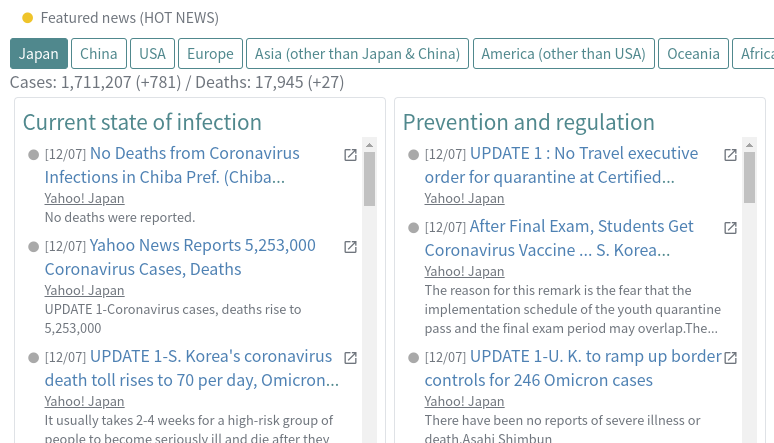 Featured news (HOT NEWS)
Japan China USA Europe Asia (other than Japan & China) America (other than USA) Oceania Africa
Cases: 1,711,207 (+781) / Deaths: 17,945 (+27)
Current state of infection
[12/07] No Deaths from Coronavirus
Infections in Chiba Pref. (Chiba...
Yahoo! Japan
No deaths were reported.
[12/07] Yahoo News Reports 5,253,000
Coronavirus Cases, Deaths
Yahoo! Japan
UPDATE 1-Coronavirus cases, deaths rise to
5,253,000
[12/07] UPDATE 1-S. Korea's coronavirus
death toll rises to 70 per day, Omicron...
Yahoo! Japan
It usually takes 2-4 weeks for a high-risk group of
people to become seriously ill and die after they
Prevention and regulation
[12/07] UPDATE 1 : No Travel executive
order for quarantine at Certified...
Yahoo! Japan
[12/07] After Final Exam, Students Get
Coronavirus Vaccine ... S. Korea...
Yahoo! Japan
The reason for this remark is the fear that the
implementation schedule of the youth quarantine
pass and the final exam period may overlap.The...
[12/07] UPDATE 1-U. K. to ramp up border
controls for 246 Omicron cases
Yahoo! Japan
There have been no reports of severe illness or
death.Asahi Shimbun